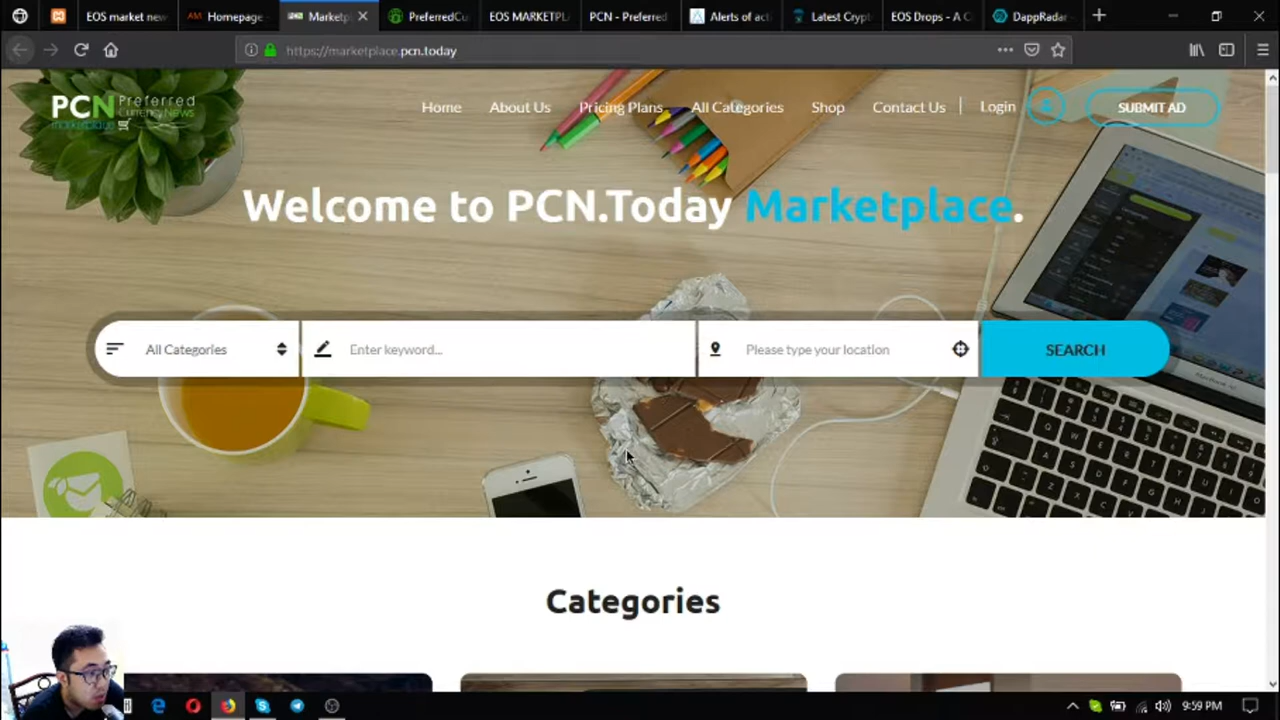 EOS market new
Homepage
Marketp
PreferredCu
EOS MARKETPL
PCN - Preferred
Alerts of act
Latest Crypt
EOS Drops - A C
DappRadar
https://marketplace.pcn.today
PCN Preferred
Currency News
marketplace
Home
About Us
Pricing Plans
All Categories
Shop
Contact Us
Login
SUBMIT AD
Welcome to PCN.Today Marketplace.
All Categories
Enter keyword...
Please type your location
SEARCH
Categories
9:59 PM